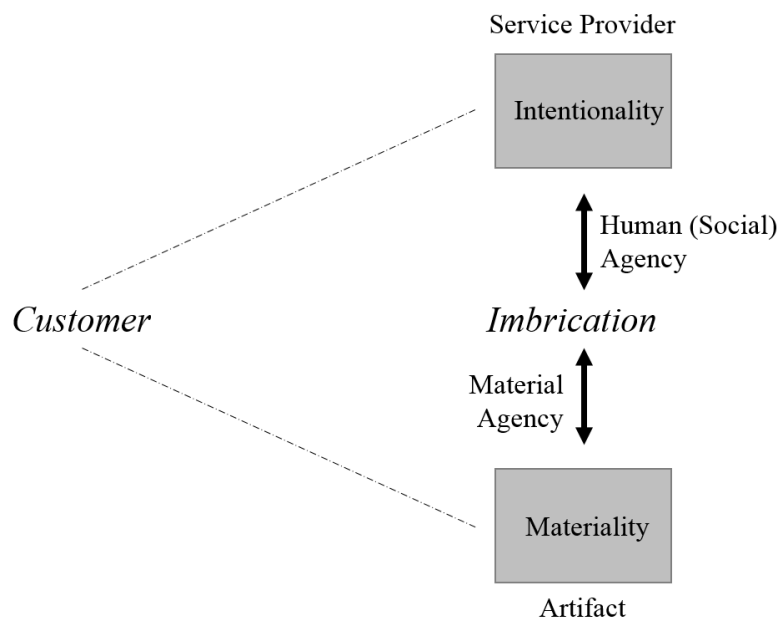 Service Provider
Intentionality
Human (Social)
Agency
Customer
Imbrication
Material
Agency
Materiality
Artifact